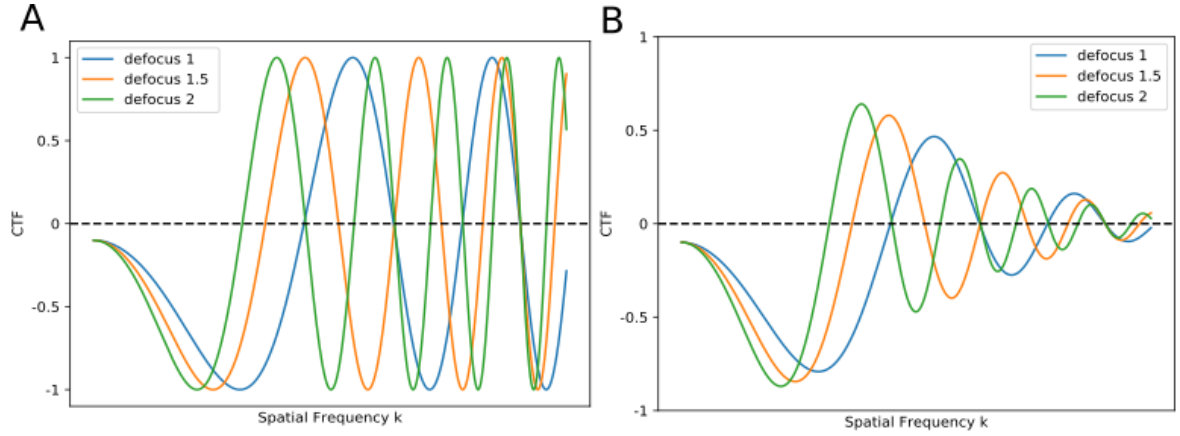 A
1
0.5
0
-0.5
-1
CTF
defocus 1
defocus 1.5
defocus 2
Spatial Frequency k
B
1
0.5
0
-0.5
-1
CTF
defocus 1
defocus 1.5
defocus 2
Spatial Frequency k